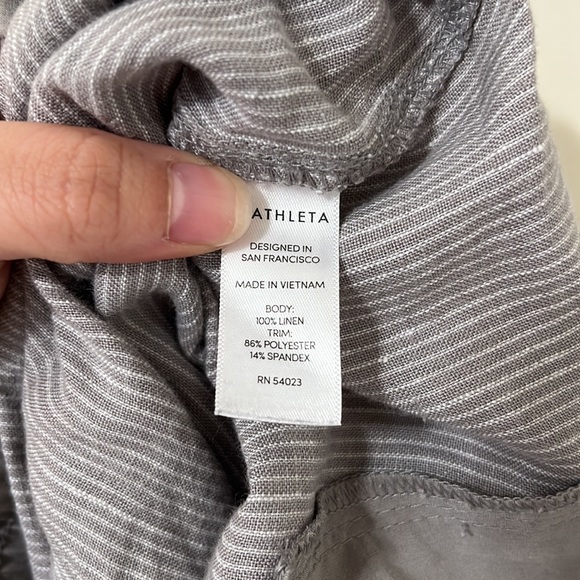 ATHLETA
DESIGNED IN
SAN FRANCISCO
MADE IN VIETNAM
BODY:
100% LINEN
TRIM:
86% POLYESTER
14% SPANDEX
RN 54023